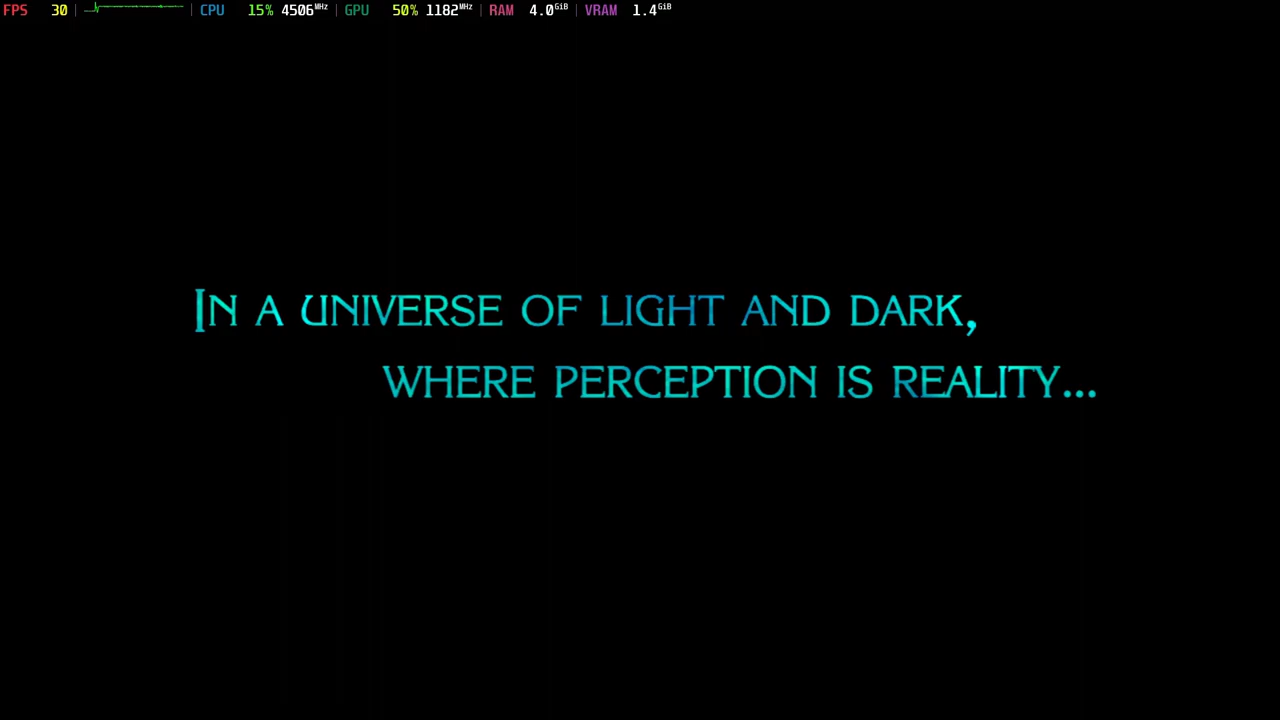 FPS 30 | CPU 15% 4506MHz | GPU 50% 1182MHz | RAM 4.0GiB | VRAM 1.4GiB
In a universe of light and dark,
where perception is reality...